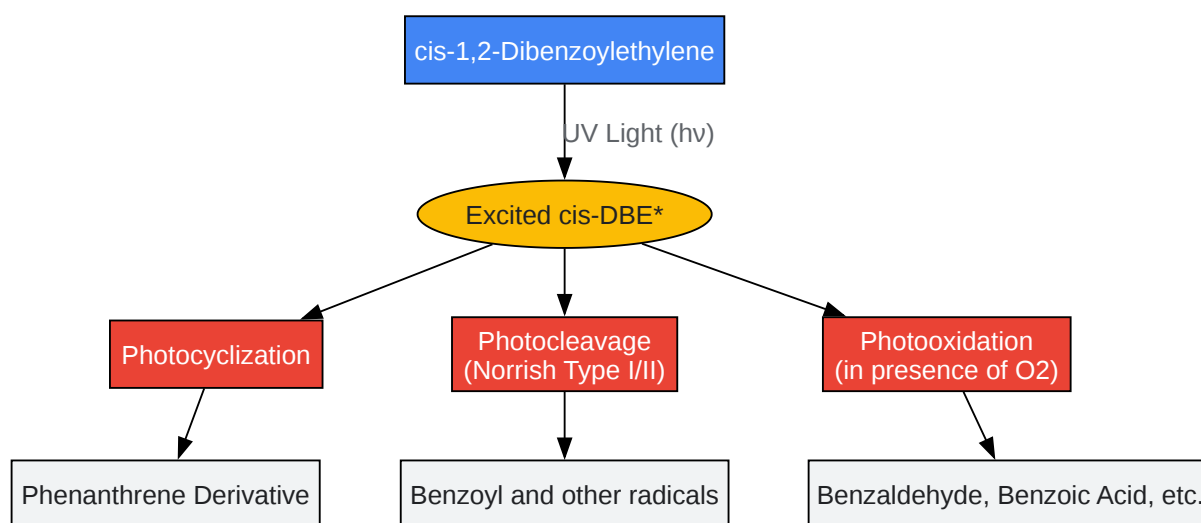 cis-1,2-Dibenzoylethylene
UV Light (hν)
Excited cis-DBE*
Photocyclization
Photocleavage
(Norrish Type I/II)
Photooxidation
(in presence of O2)
Phenanthrene Derivative
Benzoyl and other radicals
Benzaldehyde, Benzoic Acid, etc.